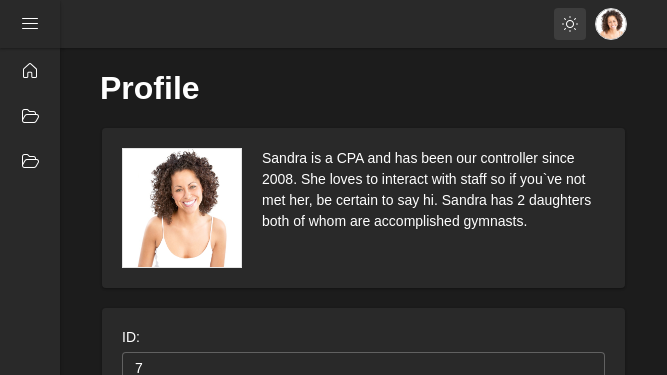 Profile
Sandra is a CPA and has been our controller since
2008. She loves to interact with staff so if you`ve not
met her, be certain to say hi. Sandra has 2 daughters
both of whom are accomplished gymnasts.
ID:
7